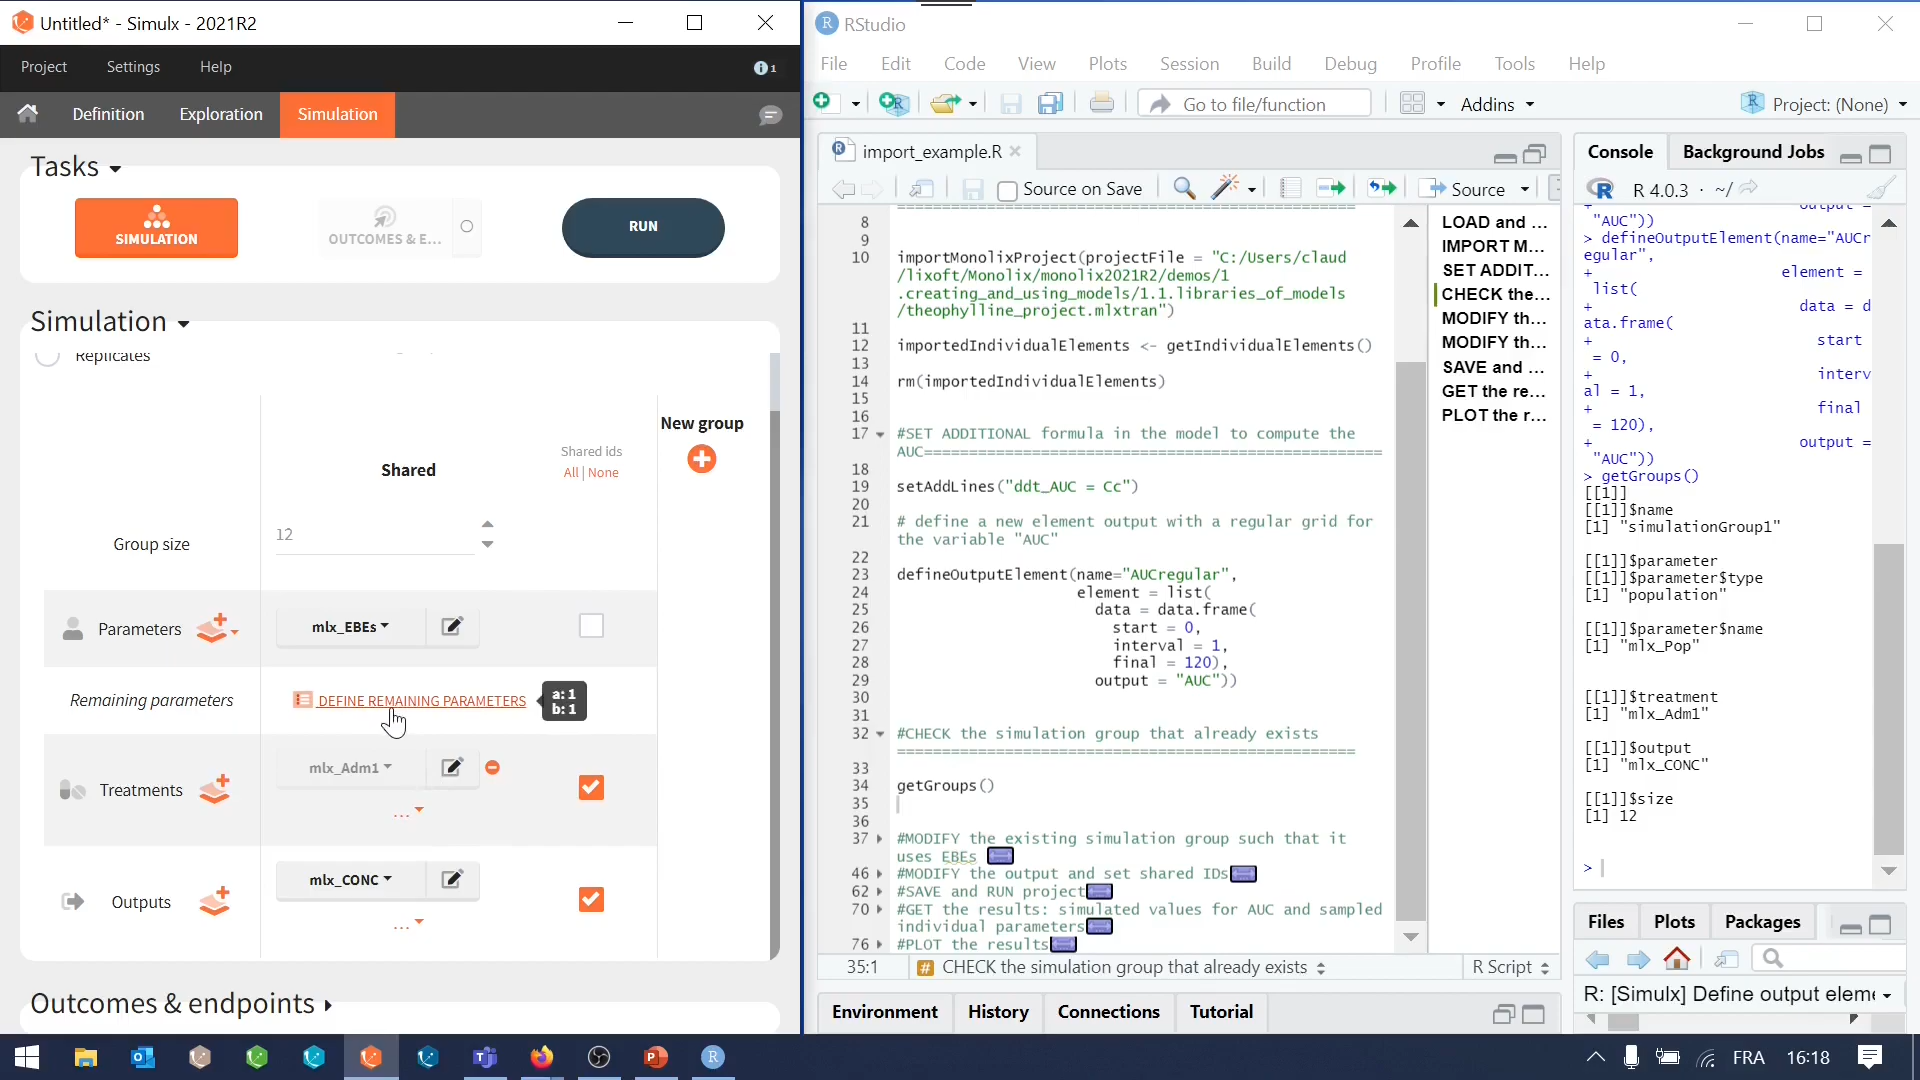 Untitled* - Simulx - 2021R2
Project Settings Help
1
Definition Exploration Simulation
Tasks
SIMULATION
OUTCOMES & E...
RUN
Simulation
Replicates
Shared
Shared ids
All | None
New group
Group size
12
Parameters
mlx_EBEs
Remaining parameters
DEFINE REMAINING PARAMETERS
a: 1
b: 1
Treatments
mlx_Adm1
...
Outputs
mlx_CONC
...
Outcomes & endpoints
RStudio
File Edit Code View Plots Session Build Debug Profile Tools Help
Go to file/function
Addins
Project: (None)
import_example.R
Source on Save
Source
8
9
10 importMonolixProject(projectFile = "C:/Users/claud
/lixoft/Monolix/monolix2021R2/demos/1
.creating_and_using_models/1.1.libraries_of_models
/theophylline_project.mlxtran")
11
12 importedIndividualElements <- getIndividualElements()
13
14 rm(importedIndividualElements)
15
16
17 #SET ADDITIONAL formula in the model to compute the
AUC===================================================
18
19 setAddLines("ddt_AUC = Cc")
20
21 # define a new element output with a regular grid for
the variable "AUC"
22
23 defineOutputElement(name="AUCregular",
24 element = list(
25 data = data.frame(
26 start = 0,
27 interval = 1,
28 final = 120),
29 output = "AUC"))
30
31
32 #CHECK the simulation group that already exists
===================================================
33
34 getGroups()
35
36
37 #MODIFY the existing simulation group such that it
uses EBEs
46 #MODIFY the output and set shared IDs
62 #SAVE and RUN project
70 #GET the results: simulated values for AUC and sampled
individual parameters
76 #PLOT the results
35:1
# CHECK the simulation group that already exists
R Script
LOAD and ...
IMPORT M...
SET ADDIT...
CHECK the...
MODIFY th...
MODIFY th...
SAVE and ...
GET the re...
PLOT the r...
Environment History Connections Tutorial
Console Background Jobs
R 4.0.3 · ~/
"AUC"))
> defineOutputElement(name="AUCr
egular",
+ element =
list(
+ data = d
ata.frame(
+ start
= 0,
+ interv
al = 1,
+ final
= 120),
+ output =
"AUC"))
> getGroups()
[[1]]
[[1]]$name
[1] "simulationGroup1"
[[1]]$parameter
[[1]]$parameter$type
[1] "population"
[[1]]$parameter$name
[1] "mlx_Pop"
[[1]]$treatment
[1] "mlx_Adm1"
[[1]]$output
[1] "mlx_CONC"
[[1]]$size
[1] 12
>
Files Plots Packages
R: [Simulx] Define output eleme
FRA
16:18